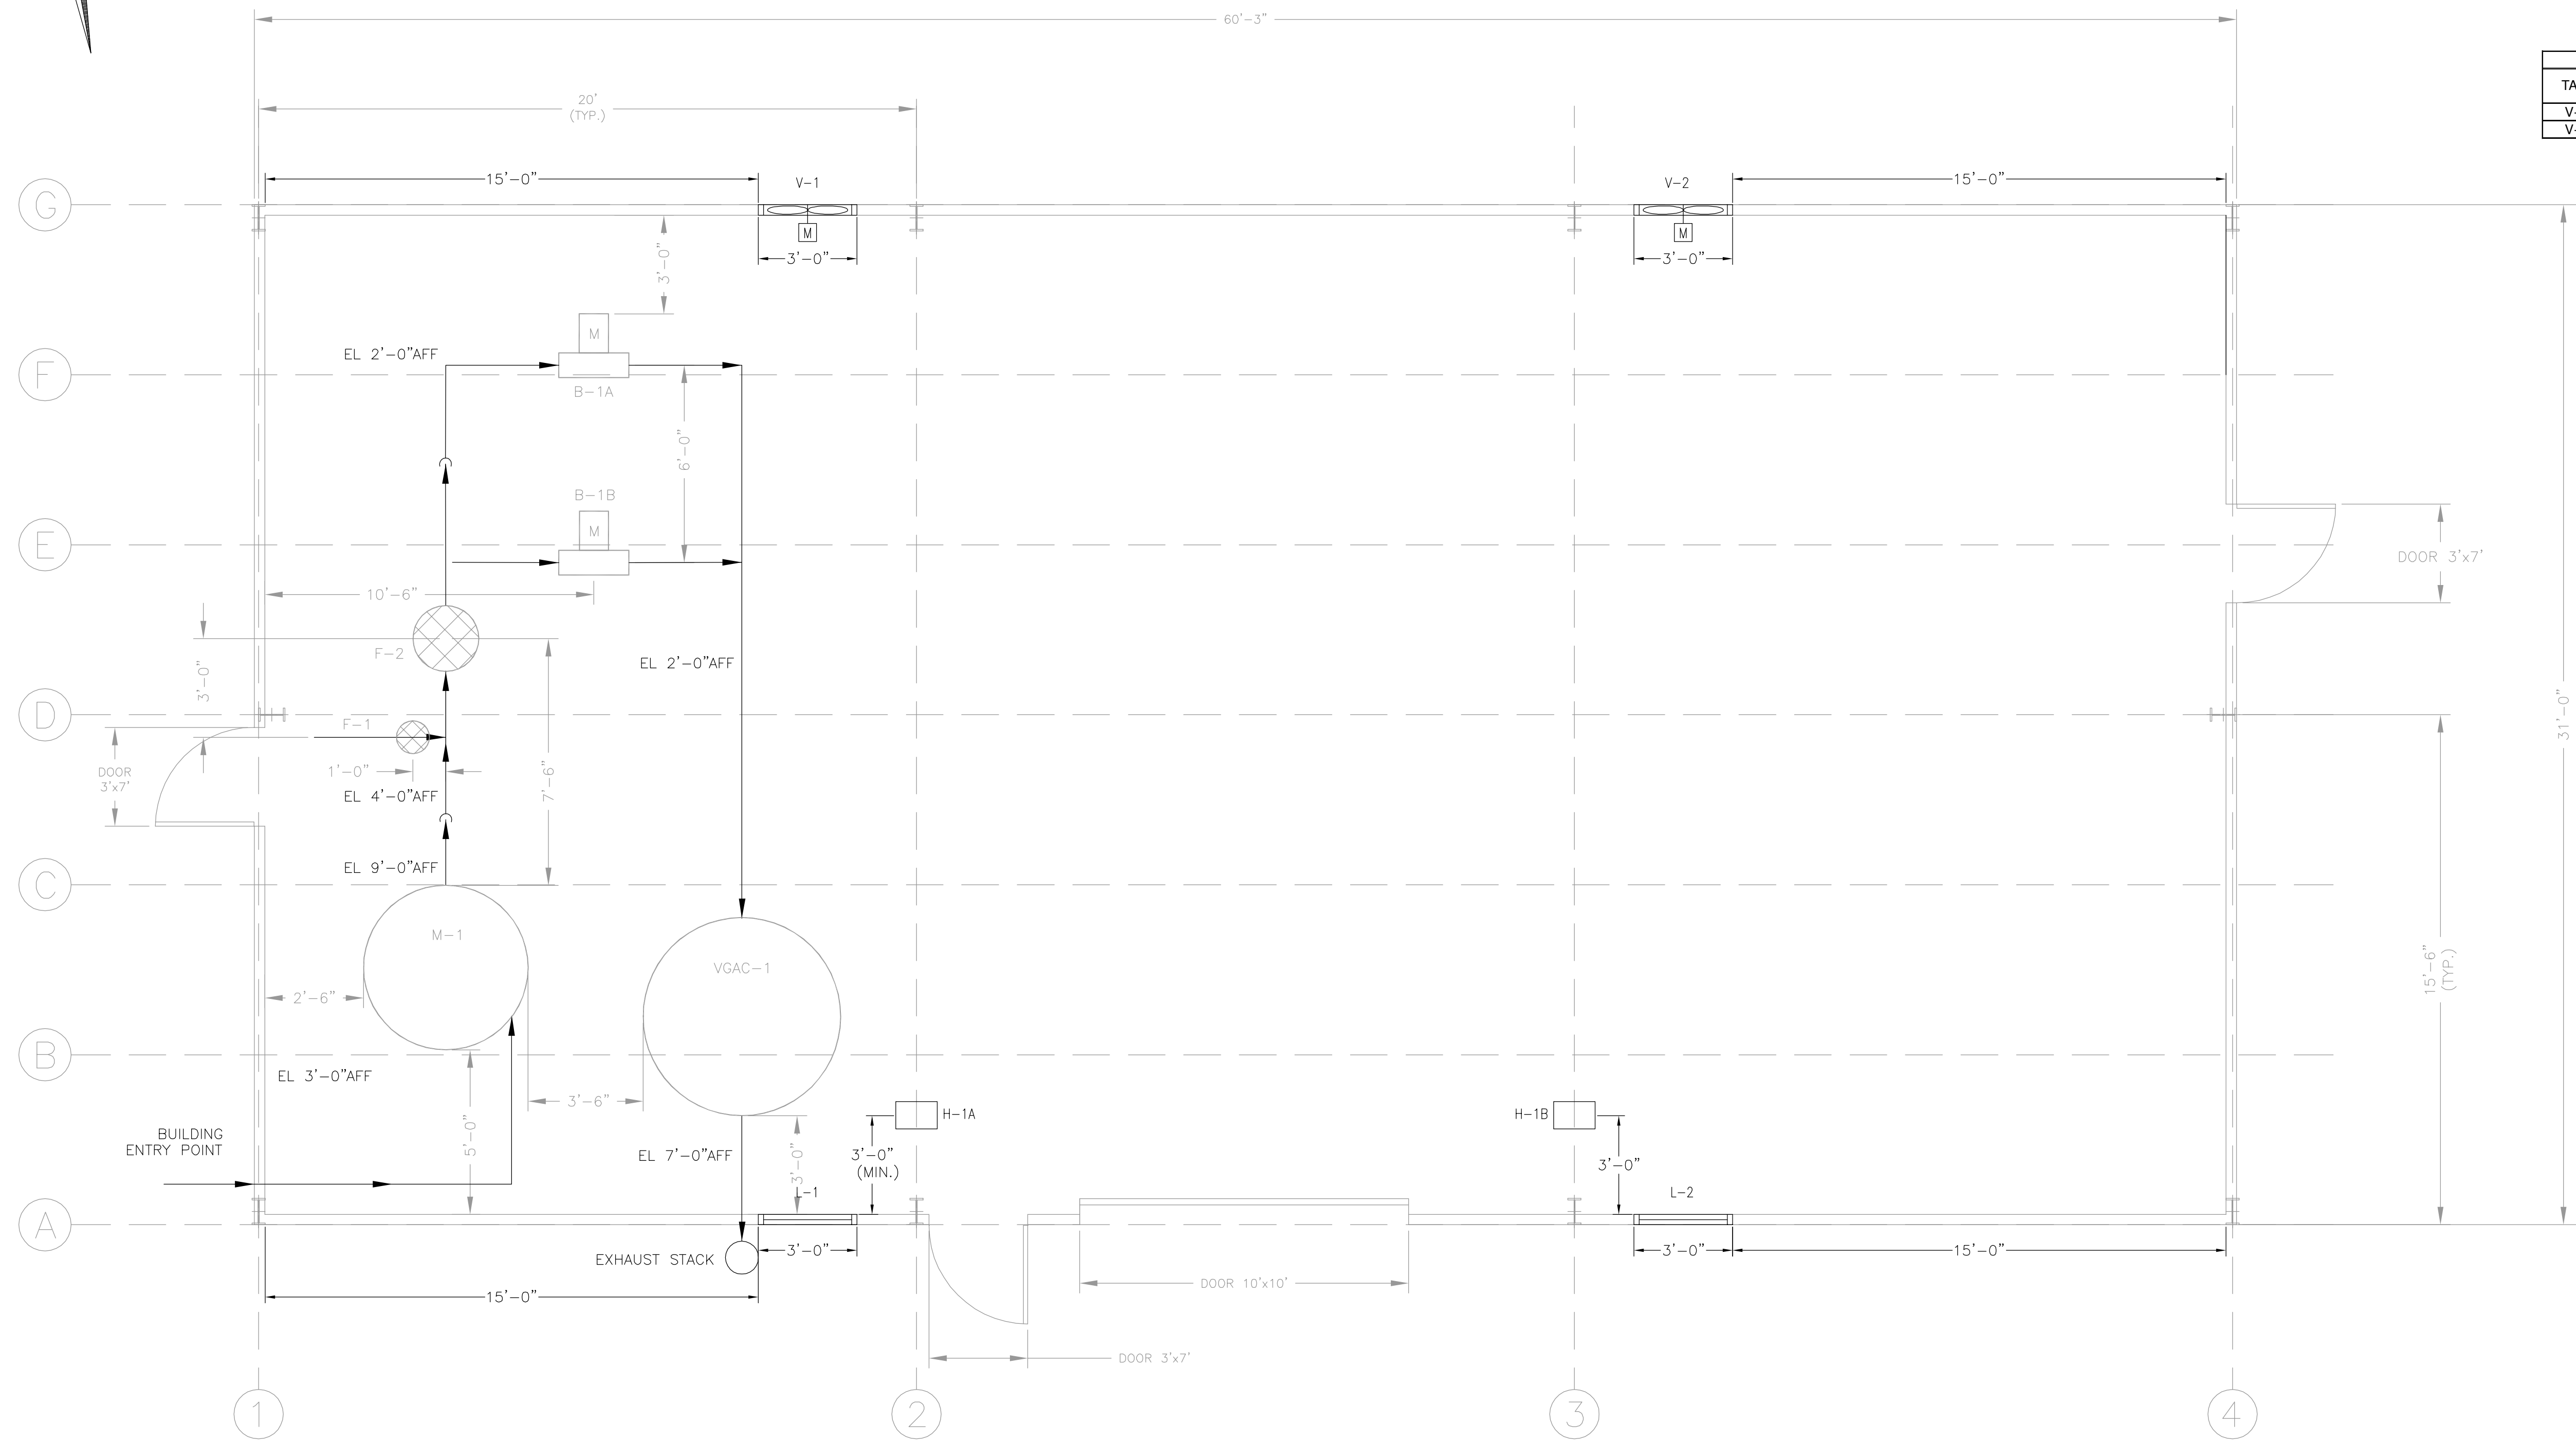 60'-3"
20'
(TYP.)
TA
V-
V-
15'-0"
V-1
V-2
15'-0"
G
M
M
3'-0"
3'-0"
3'-0"
M
EL 2'-0"AFF
F
B-1A
6'-0"
B-1B
M
E
DOOR 3'x7'
10'-6"
F-2
EL 2'-0"AFF
3'-0"
D
F-1
31'-0"
1'-0"
DOOR
3'x7'
7'-6"
EL 4'-0"AFF
EL 9'-0"AFF
C
M-1
VGAC-1
15'-6"
(TYP.)
2'-6"
B
EL 3'-0"AFF
3'-6"
H-1A
H-1B
BUILDING
ENTRY POINT
5'-0"
EL 7'-0"AFF
3'-0"
3'-0"
(MIN.)
3'-0"
L-1
L-2
A
EXHAUST STACK
3'-0"
3'-0"
15'-0"
DOOR 10'x10'
15'-0"
DOOR 3'x7'
1
2
3
4